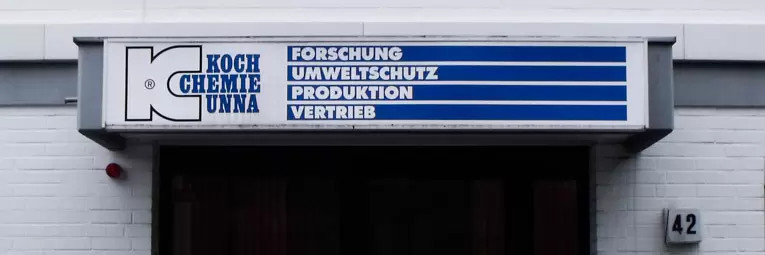 K®
KOCH
CHEMIE
UNNA
FORSCHUNG
UMWELTSCHUTZ
PRODUKTION
VERTRIEB
42